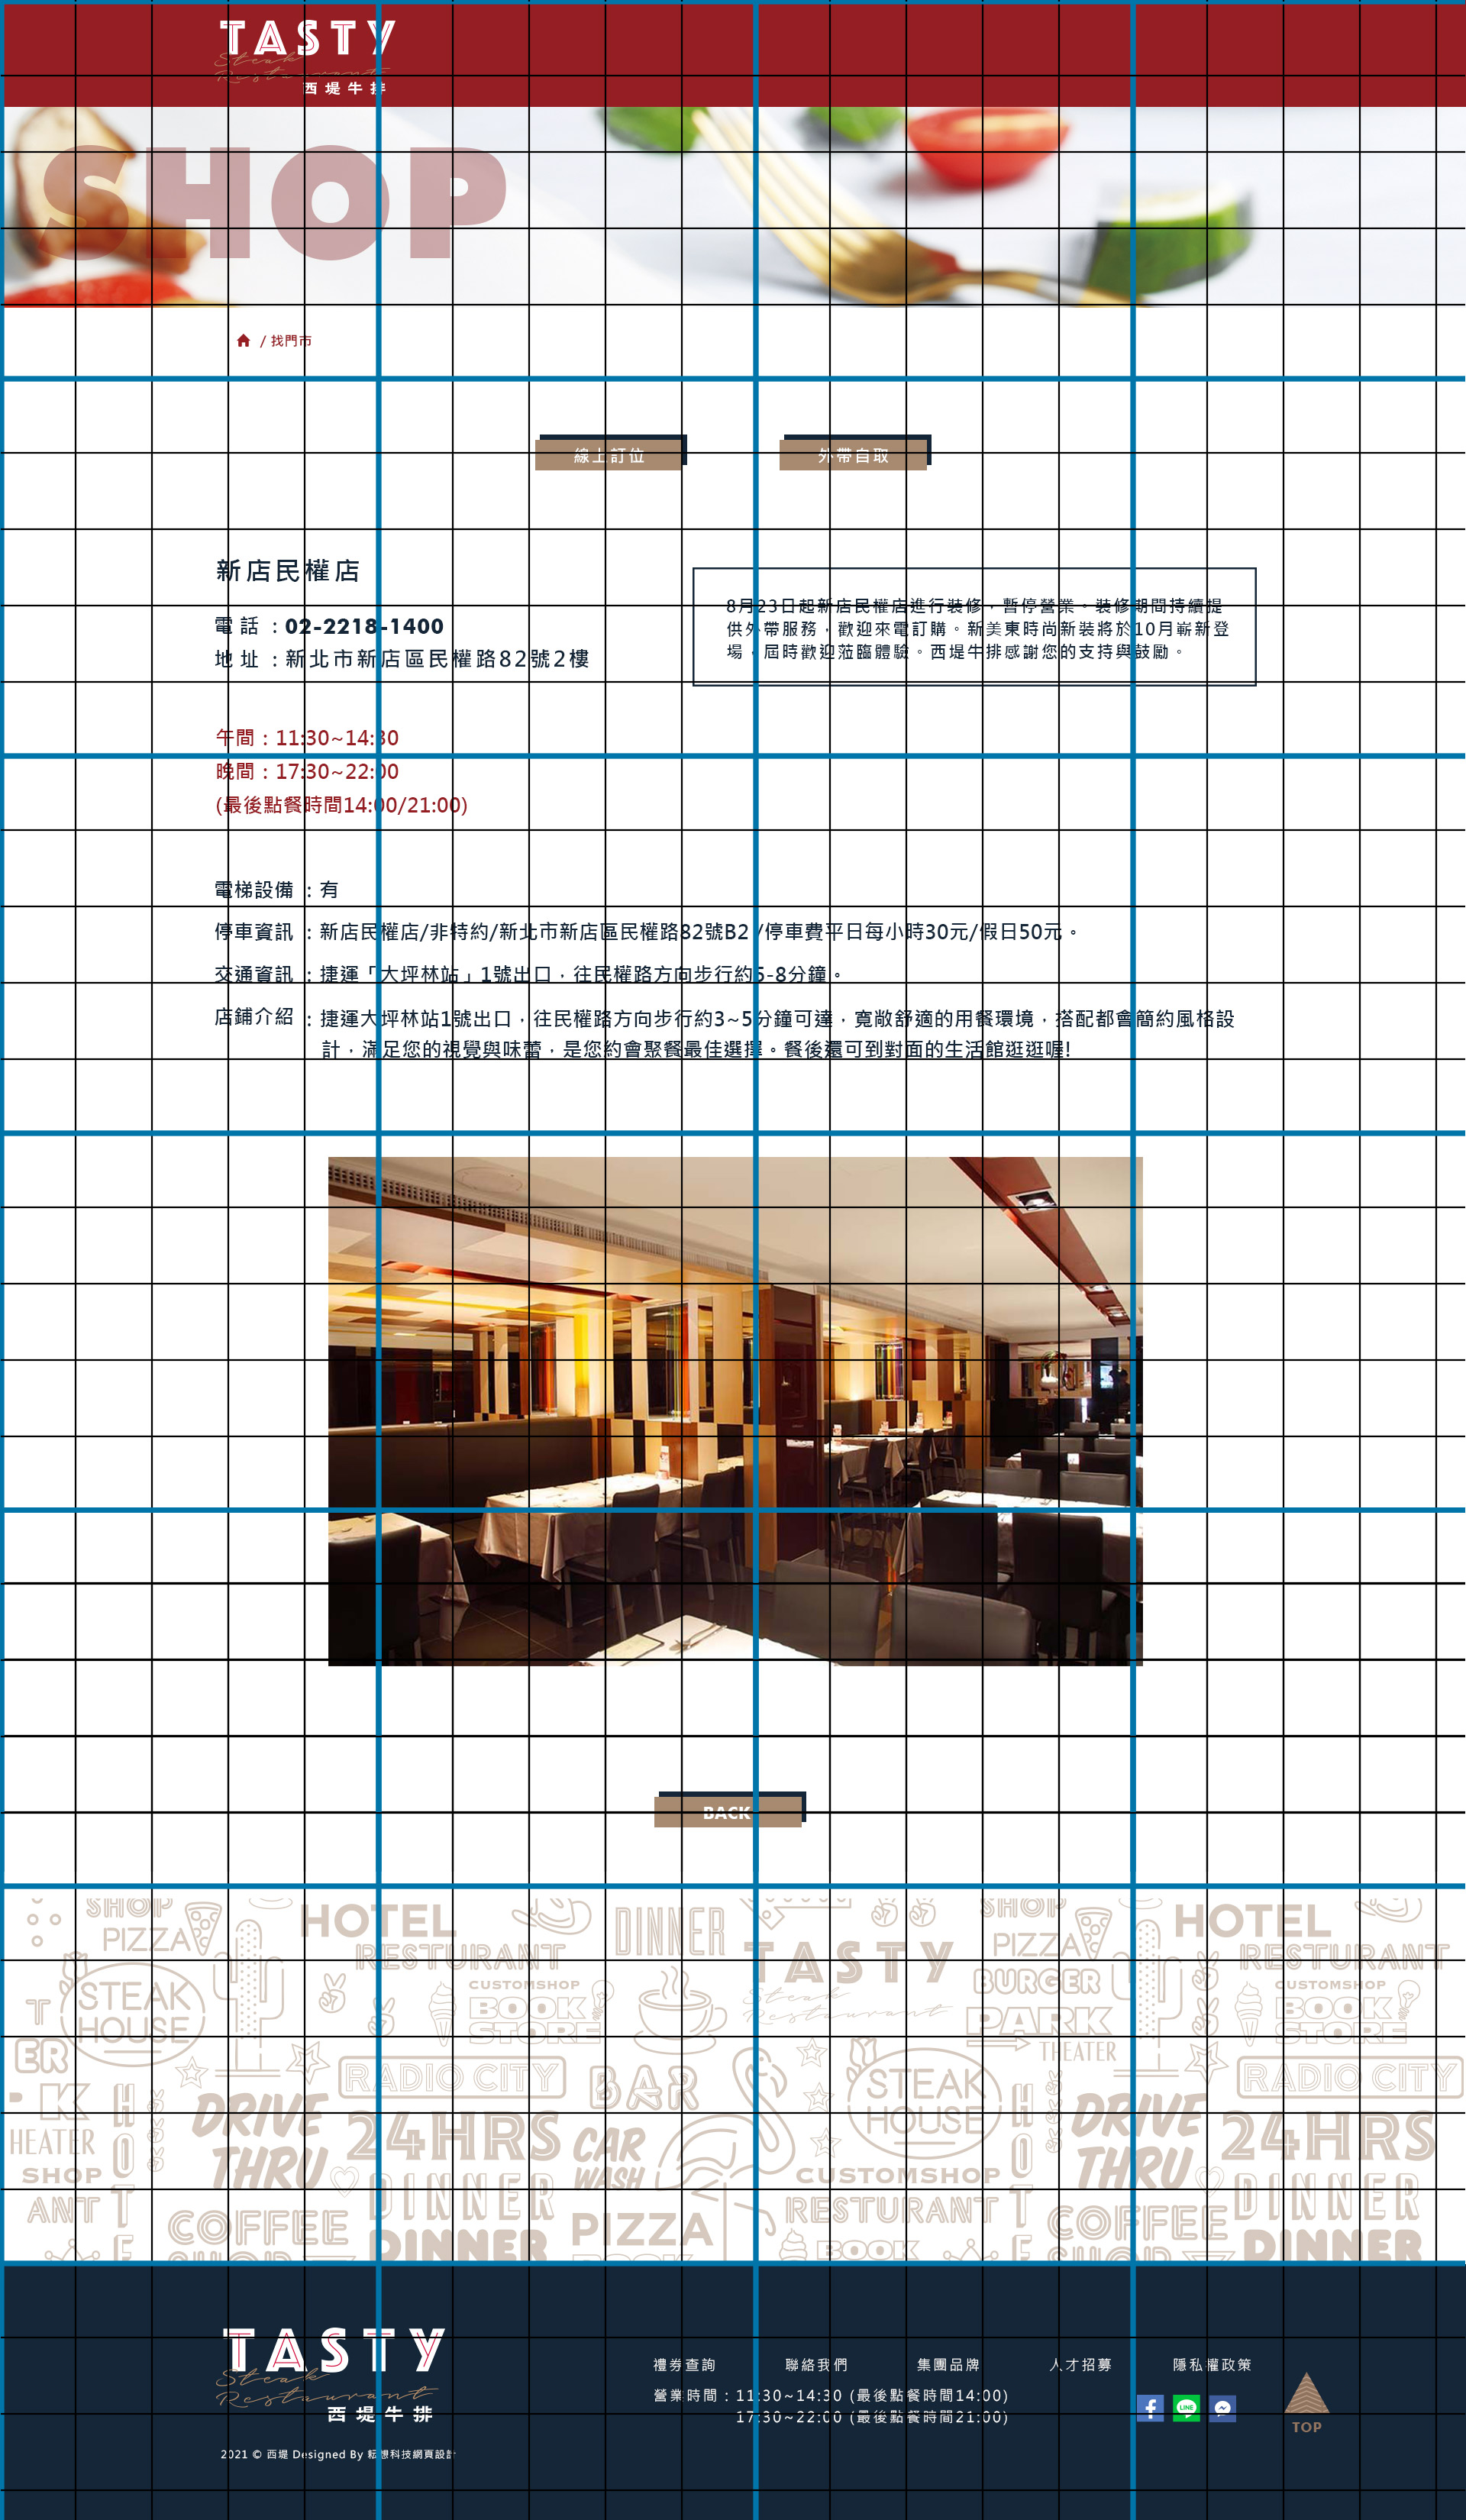 TASTY
Steak
Restaurant
西堤牛排
SHOP
/ 找門市
線上訂位
外帶自取
新店民權店
電話：02-2218-1400
地址：新北市新店區民權路82號2樓
8月23日起新店民權店進行裝修，暫停營業。裝修期間持續提
供外帶服務，歡迎來電訂購。新美東時尚新裝將於10月嶄新登
場，屆時歡迎蒞臨體驗。西堤牛排感謝您的支持與鼓勵。
午間：11:30~14:30
晚間：17:30~22:00
(最後點餐時間14:00/21:00)
電梯設備：有
停車資訊：新店民權店/非特約/新北市新店區民權路82號B2 /停車費平日每小時30元/假日50元。
交通資訊：捷運「大坪林站」1號出口，往民權路方向步行約5-8分鐘。
店鋪介紹：捷運大坪林站1號出口，往民權路方向步行約3~5分鐘可達，寬敞舒適的用餐環境，搭配都會簡約風格設
計，滿足您的視覺與味蕾，是您約會聚餐最佳選擇。餐後還可到對面的生活館逛逛喔!
BACK
SHOP HOTEL DINNER SHOP HOTEL
PIZZA RESTURANT TASTY PIZZA RESTURANT
STEAK HOUSE CUSTOMSHOP BOOK STORE Steak Restaurant BURGER PARK THEATER CUSTOMSHOP BOOK STORE
T ER RADIO CITY BAR STEAK HOUSE RADIO CITY
K HEATER HOTE DRIVE THRU 24HRS CAR WASH HOTE DRIVE THRU 24HRS
SHOP DINNER CUSTOMSHOP DINNER
ANT COFFEE SHOP DINNER PIZZA BOOK RESTURANT BOOK COFFEE SHOP DINNER
TASTY
Steak
Restaurant
西堤牛排
2021 © 西堤 Designed By 耘想科技網頁設計
禮券查詢 聯絡我們 集團品牌 人才招募 隱私權政策
營業時間：11:30~14:30 (最後點餐時間14:00)
17:30~22:00 (最後點餐時間21:00)
LINE
TOP